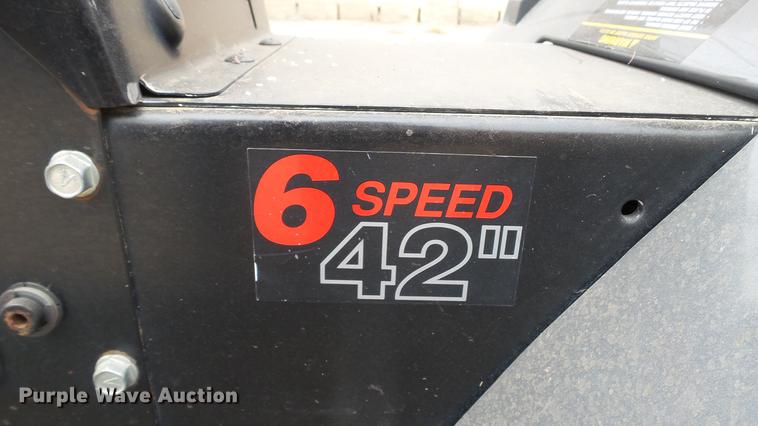 6 SPEED
42"
Purple Wave Auction